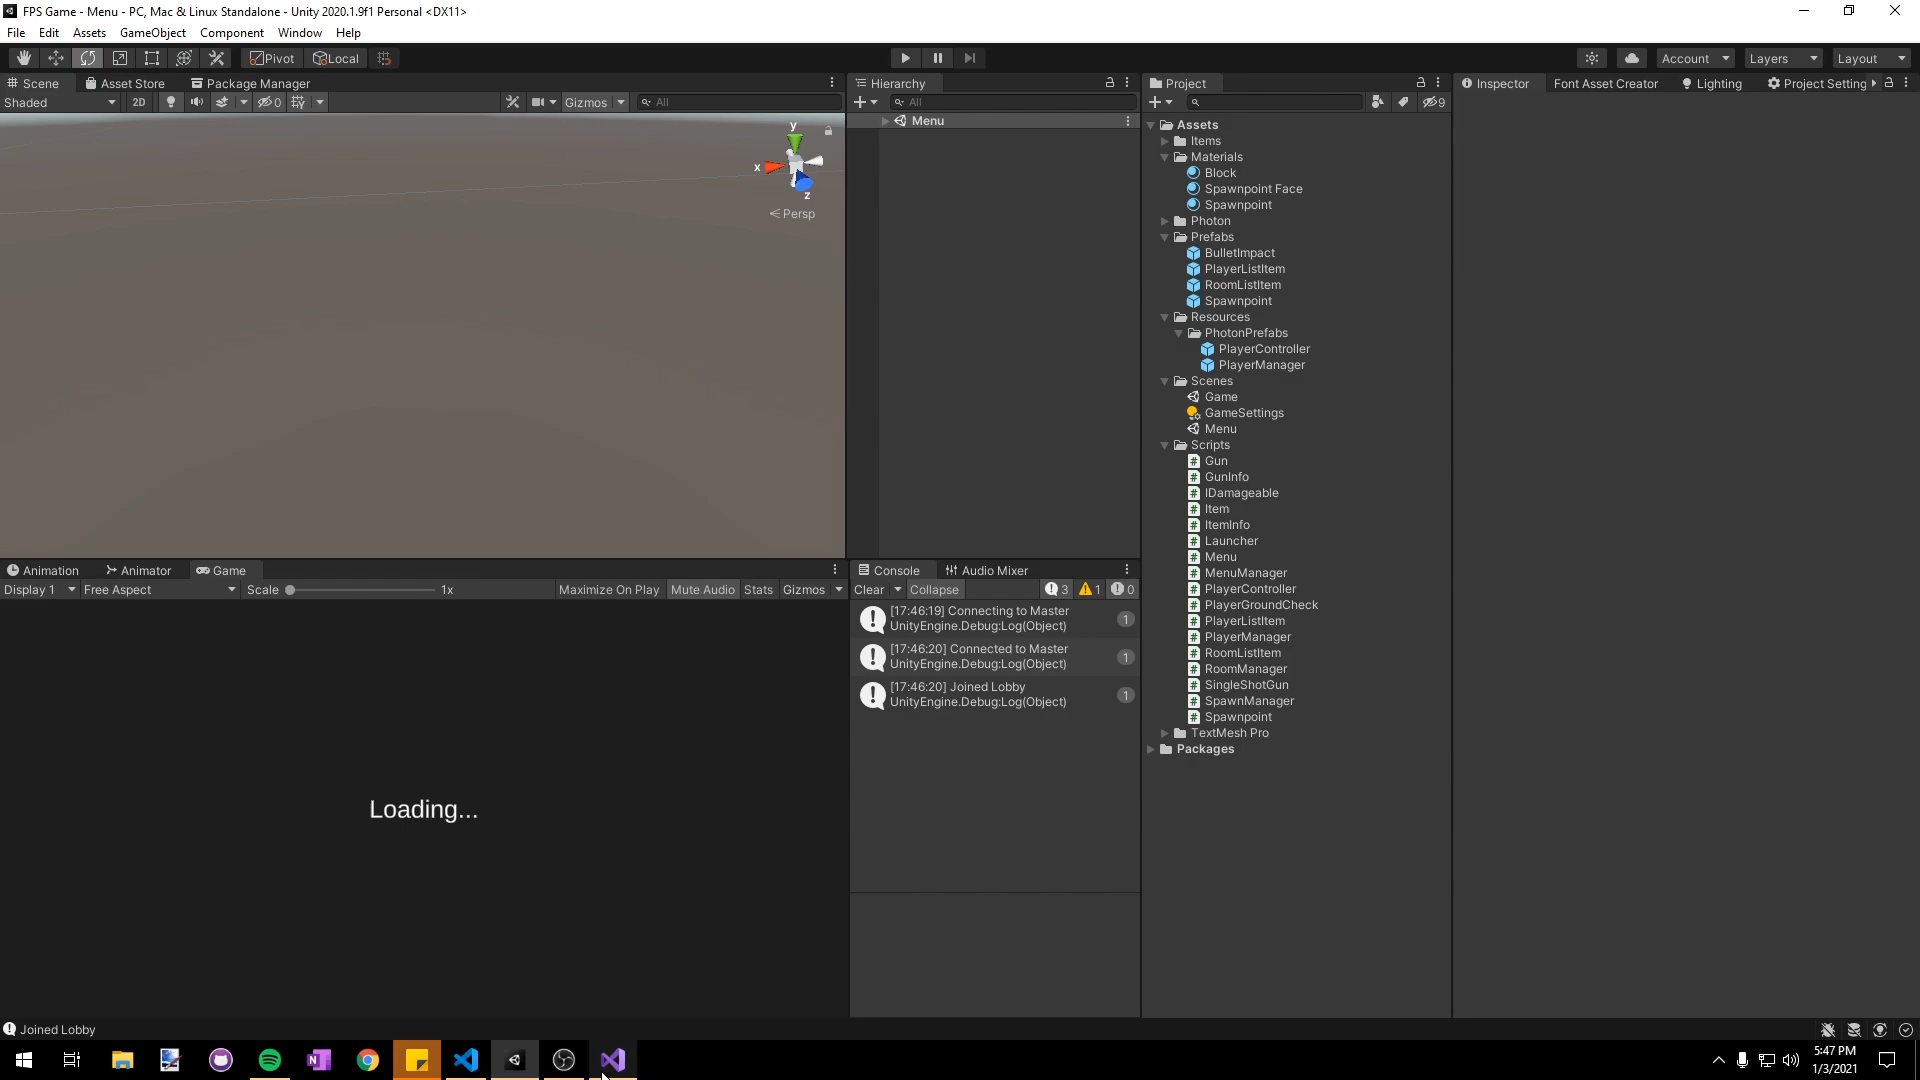 FPS Game - Menu - PC, Mac & Linux Standalone - Unity 2020.1.9f1 Personal <DX11>
File Edit Assets GameObject Component Window Help
Pivot Local Account Layers Layout
Scene Asset Store Package Manager
Shaded 2D 0 Gizmos All
y
x
z
Persp
Hierarchy
All
Menu
Project
9
Assets
Items
Materials
Block
Spawnpoint Face
Spawnpoint
Photon
Prefabs
BulletImpact
PlayerListItem
RoomListItem
Spawnpoint
Resources
PhotonPrefabs
PlayerController
PlayerManager
Scenes
Game
GameSettings
Menu
Scripts
Gun
GunInfo
IDamageable
Item
ItemInfo
Launcher
Menu
MenuManager
PlayerController
PlayerGroundCheck
PlayerListItem
PlayerManager
RoomListItem
RoomManager
SingleShotGun
SpawnManager
Spawnpoint
TextMesh Pro
Packages
Inspector Font Asset Creator Lighting Project Setting
Animation Animator Game
Display 1 Free Aspect Scale 1x Maximize On Play Mute Audio Stats Gizmos
Loading...
Console Audio Mixer
Clear Collapse 3 1 0
[17:46:19] Connecting to Master
UnityEngine.Debug:Log(Object)
1
[17:46:20] Connected to Master
UnityEngine.Debug:Log(Object)
1
[17:46:20] Joined Lobby
UnityEngine.Debug:Log(Object)
1
Joined Lobby
5:47 PM
1/3/2021